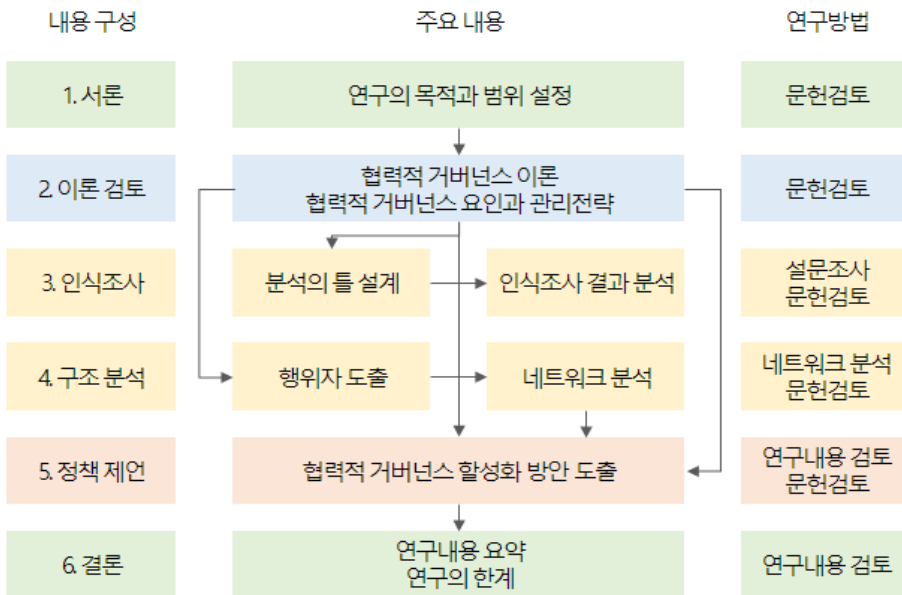 내용 구성
주요 내용
연구방법
1. 서론
연구의 목적과 범위 설정
문헌검토
2. 이론 검토
협력적 거버넌스 이론
협력적 거버넌스 요인과 관리전략
문헌검토
3. 인식조사
분석의 틀 설계
인식조사 결과 분석
설문조사
문헌검토
4. 구조 분석
행위자 도출
네트워크 분석
네트워크 분석
문헌검토
5. 정책 제언
협력적 거버넌스 활성화 방안 도출
연구내용 검토
문헌검토
6. 결론
연구내용 요약
연구의 한계
연구내용 검토